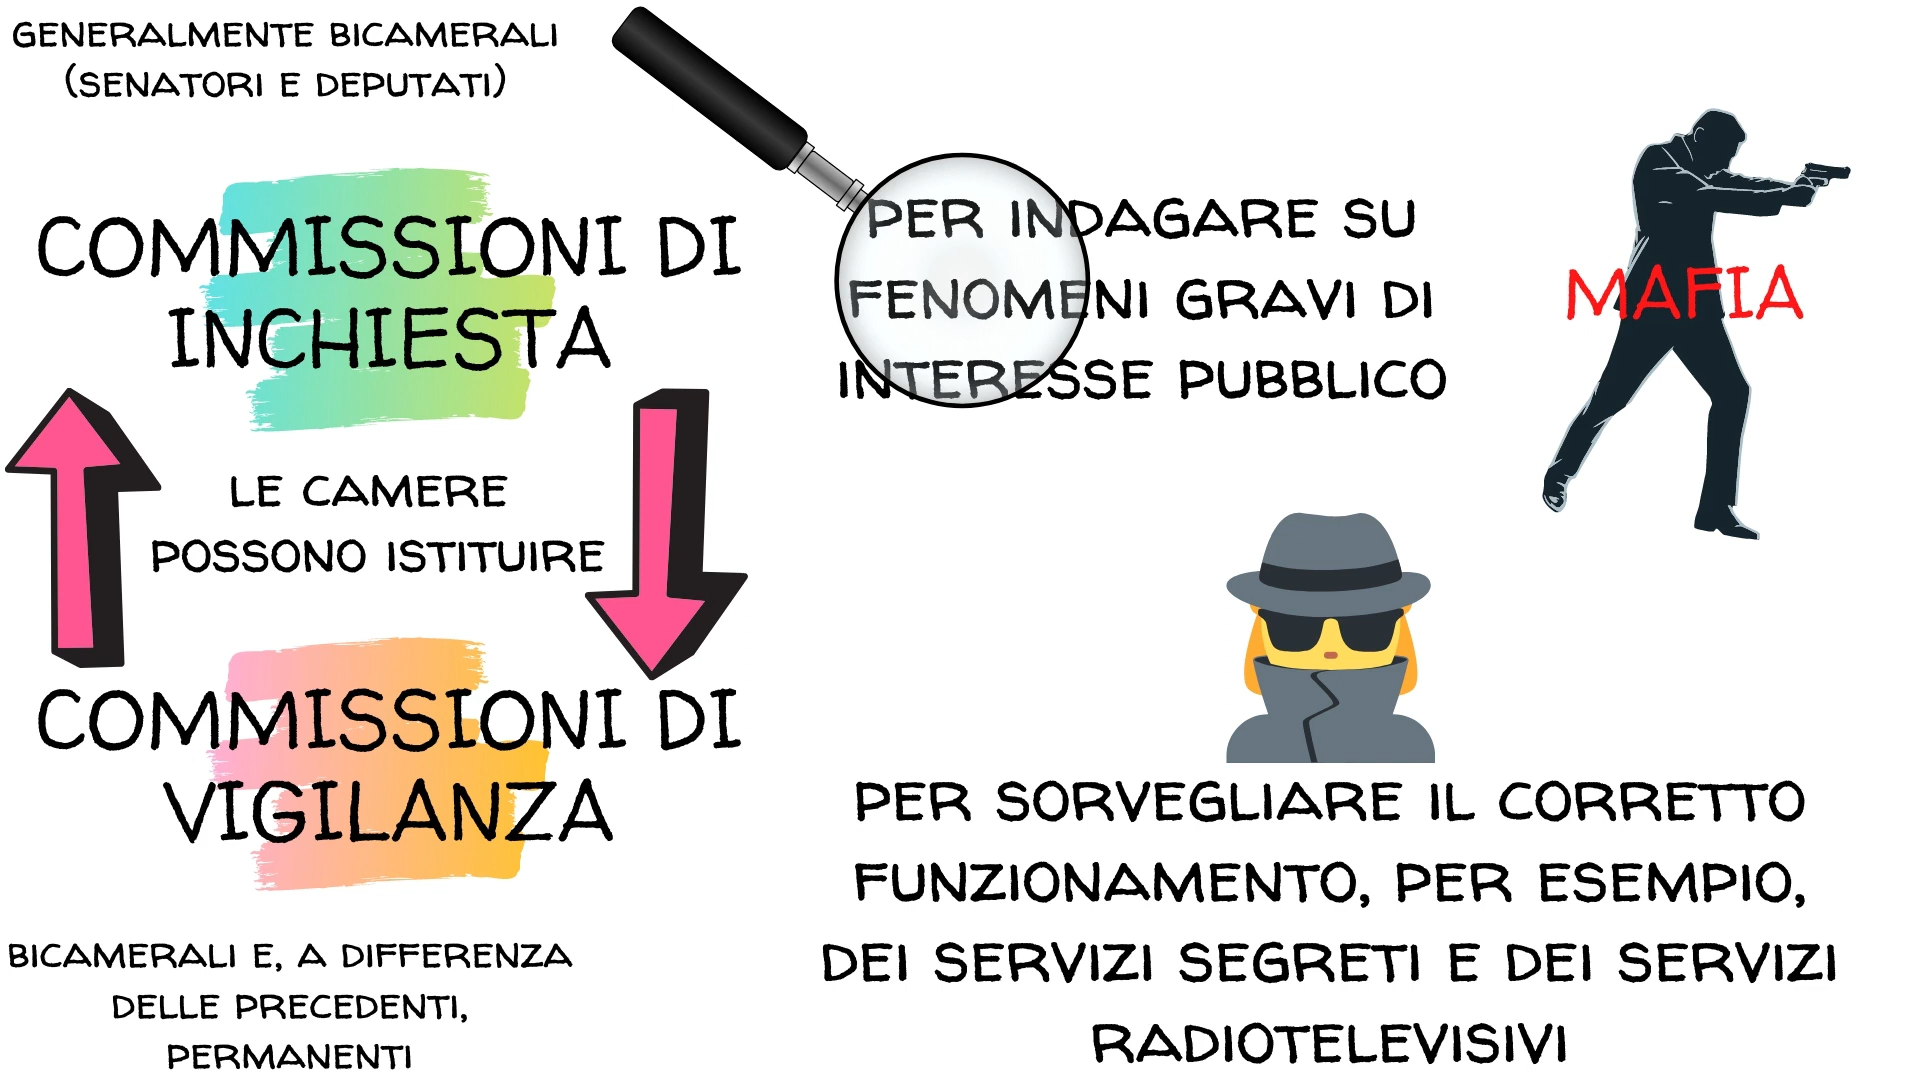 GENERALMENTE BICAMERALI
(SENATORI E DEPUTATI)
COMMISSIONI DI
INCHIESTA
PER INDAGARE SU
FENOMENI GRAVI DI
INTERESSE PUBBLICO
MAFIA
LE CAMERE
POSSONO ISTITUIRE
COMMISSIONI DI
VIGILANZA
BICAMERALI E, A DIFFERENZA
DELLE PRECEDENTI,
PERMANENTI
PER SORVEGLIARE IL CORRETTO
FUNZIONAMENTO, PER ESEMPIO,
DEI SERVIZI SEGRETI E DEI SERVIZI
RADIOTELEVISIVI